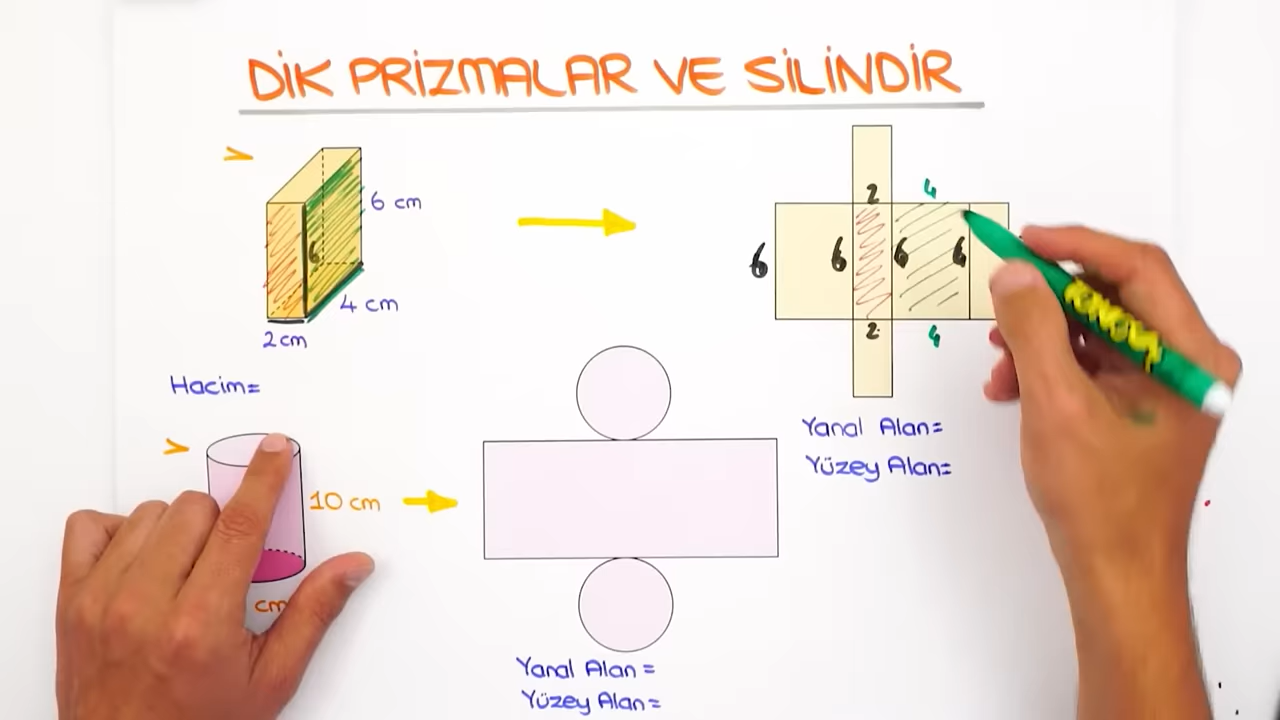 DİK PRİZMALAR VE SİLİNDİR
6 cm
6
4 cm
2 cm
Hacim=
2
4
6
6
6
6
2
4
Yanal Alan=
Yüzey Alan=
10 cm
cm
Yanal Alan=
Yüzey Alan=